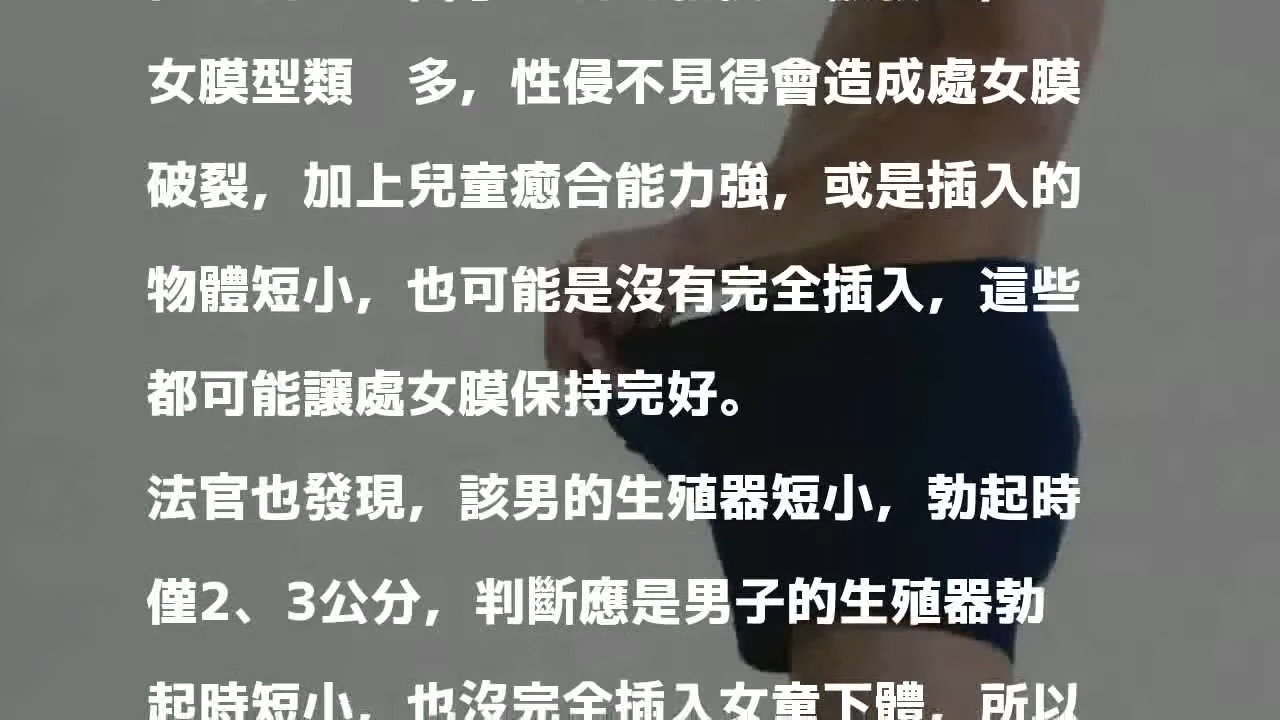 女膜型類 多，性侵不見得會造成處女膜
破裂，加上兒童癒合能力強，或是插入的
物體短小，也可能是沒有完全插入，這些
都可能讓處女膜保持完好。
法官也發現，該男的生殖器短小，勃起時
僅2、3公分，判斷應是男子的生殖器勃
起時短小，也沒完全插入女童下體，所以